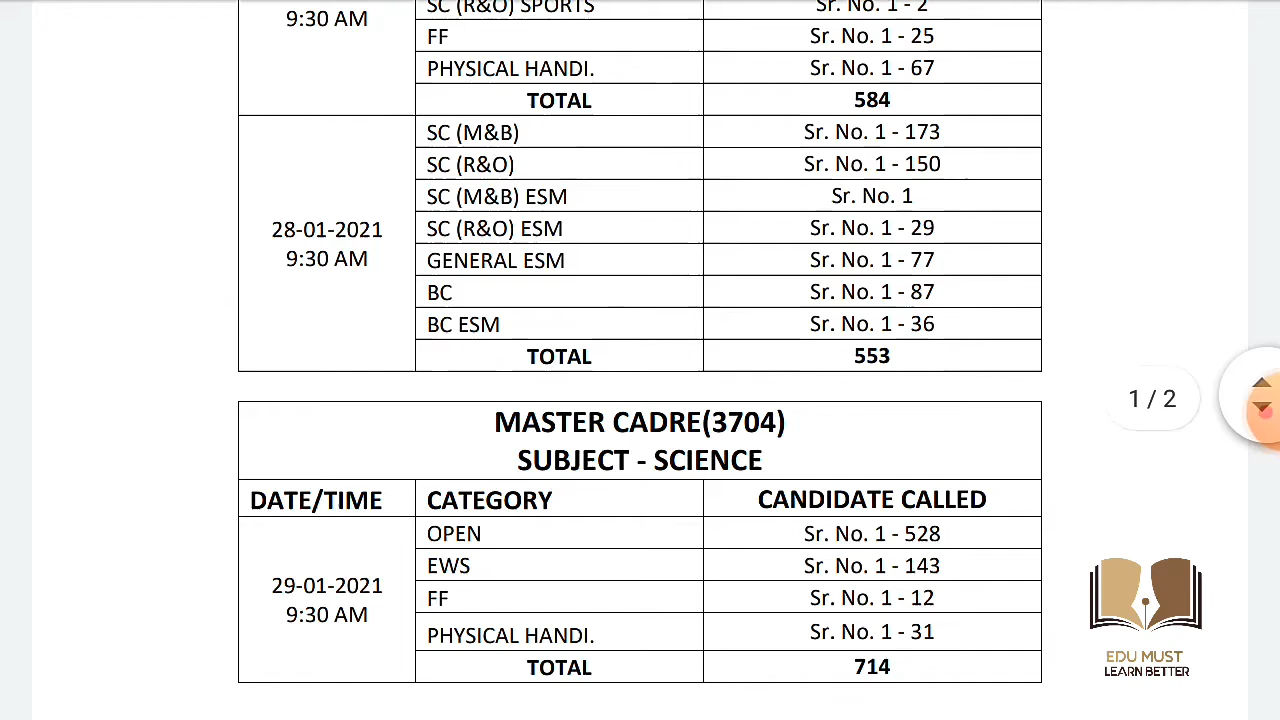 9:30 AM
SC (R&O) SPORTS Sr. No. 1 - 2
FF Sr. No. 1 - 25
PHYSICAL HANDI. Sr. No. 1 - 67
TOTAL 584
28-01-2021
9:30 AM
SC (M&B) Sr. No. 1 - 173
SC (R&O) Sr. No. 1 - 150
SC (M&B) ESM Sr. No. 1
SC (R&O) ESM Sr. No. 1 - 29
GENERAL ESM Sr. No. 1 - 77
BC Sr. No. 1 - 87
BC ESM Sr. No. 1 - 36
TOTAL 553
1 / 2
MASTER CADRE(3704)
SUBJECT - SCIENCE
DATE/TIME CATEGORY CANDIDATE CALLED
29-01-2021
9:30 AM
OPEN Sr. No. 1 - 528
EWS Sr. No. 1 - 143
FF Sr. No. 1 - 12
PHYSICAL HANDI. Sr. No. 1 - 31
TOTAL 714
EDU MUST
LEARN BETTER